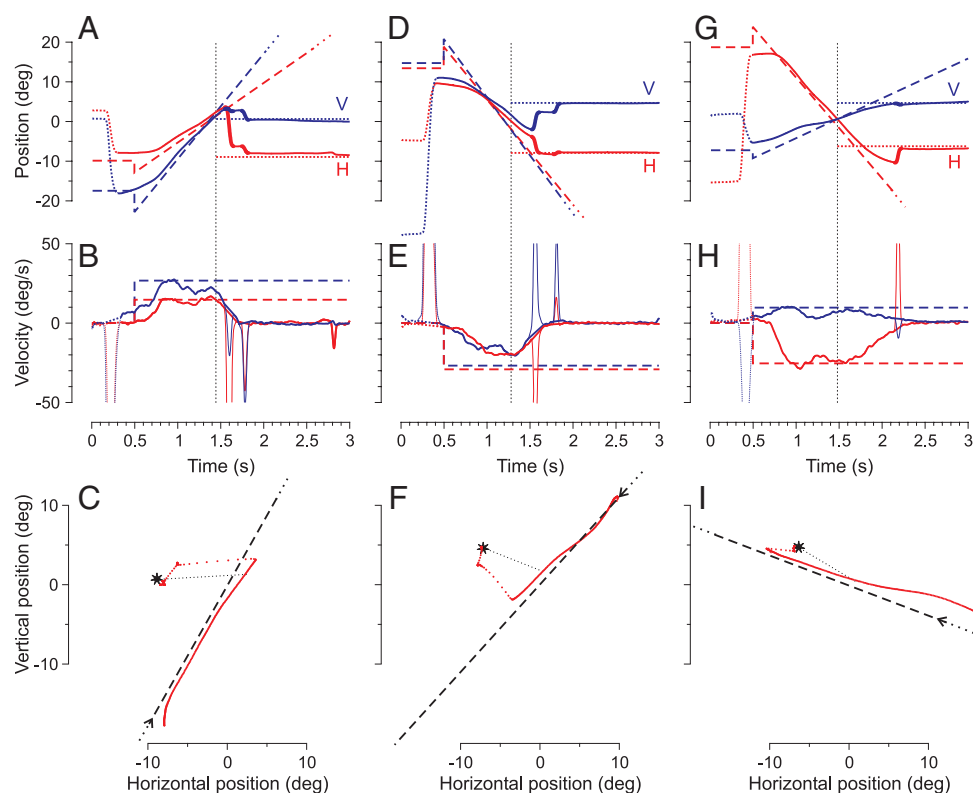 A D G
Position (deg)
20
10
0
-10
-20
V H
V H
V H
B E H
Velocity (deg/s)
50
0
-50
0 0.5 1 1.5 2 2.5 3
0 0.5 1 1.5 2 2.5 3
0 0.5 1 1.5 2 2.5 3
Time (s) Time (s) Time (s)
C F I
Vertical position (deg)
10
0
-10
-10 0 10
-10 0 10
-10 0 10
Horizontal position (deg) Horizontal position (deg) Horizontal position (deg)